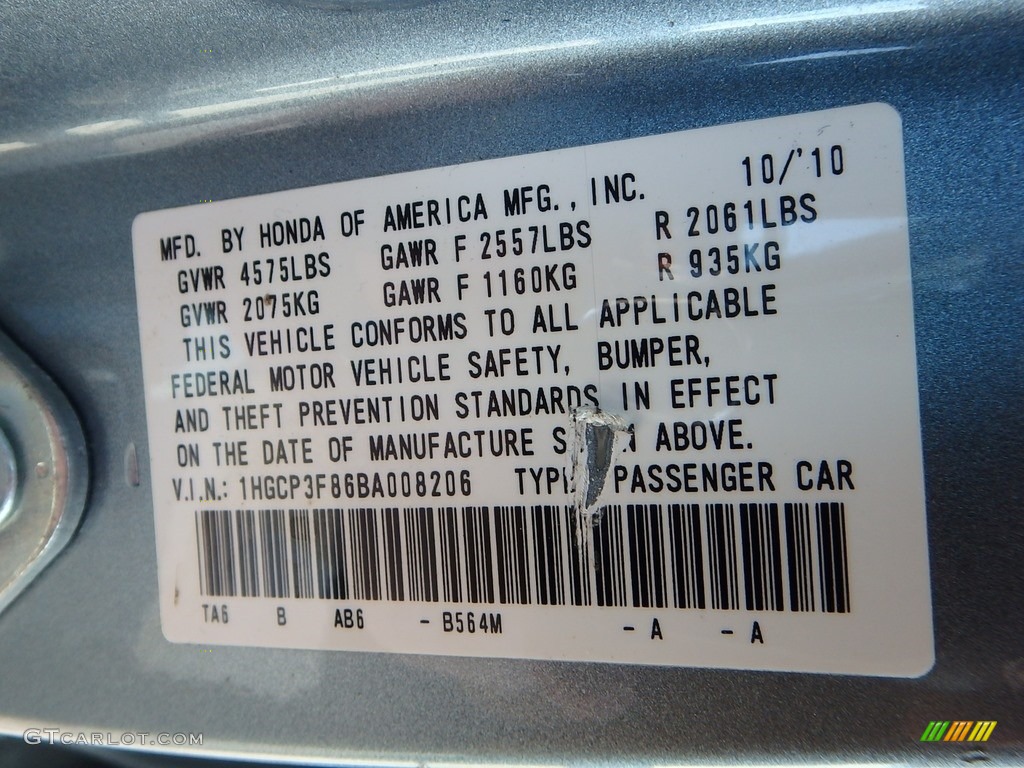 MFD. BY HONDA OF AMERICA MFG., INC. 10/'10
GVWR 4575LBS GAWR F 2557LBS R 2061LBS
GVWR 2075KG GAWR F 1160KG R 935KG
THIS VEHICLE CONFORMS TO ALL APPLICABLE
FEDERAL MOTOR VEHICLE SAFETY, BUMPER,
AND THEFT PREVENTION STANDARDS IN EFFECT
ON THE DATE OF MANUFACTURE ABOVE.
V.I.N.: 1HGCP3F86BA008206 PASSENGER CAR
TA6 B AB6 - B564M - A - A
GTCARLOT.COM